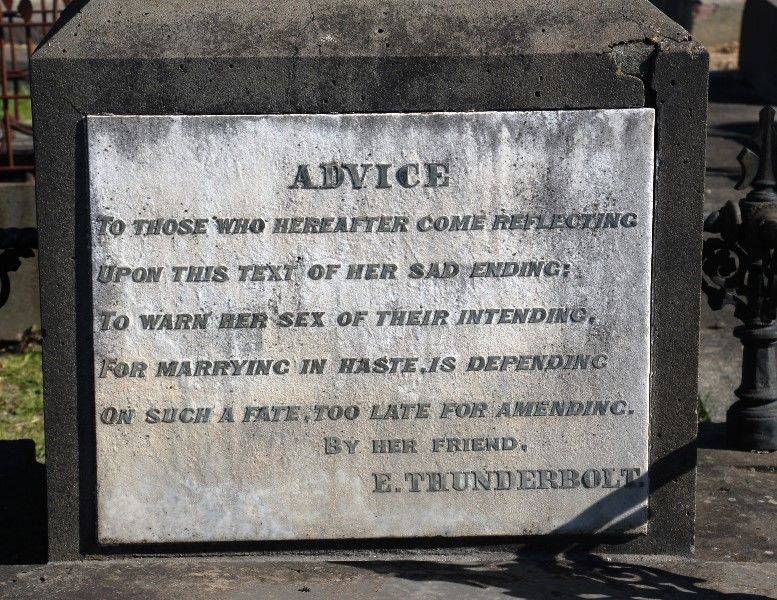 ADVICE
TO THOSE WHO HEREAFTER COME REFLECTING
UPON THIS TEXT OF HER SAD ENDING:
TO WARN HER SEX OF THEIR INTENDING,
FOR MARRYING IN HASTE, IS DEPENDING
ON SUCH A FATE, TOO LATE FOR AMENDING.
BY HER FRIEND,
E. THUNDERBOLT.